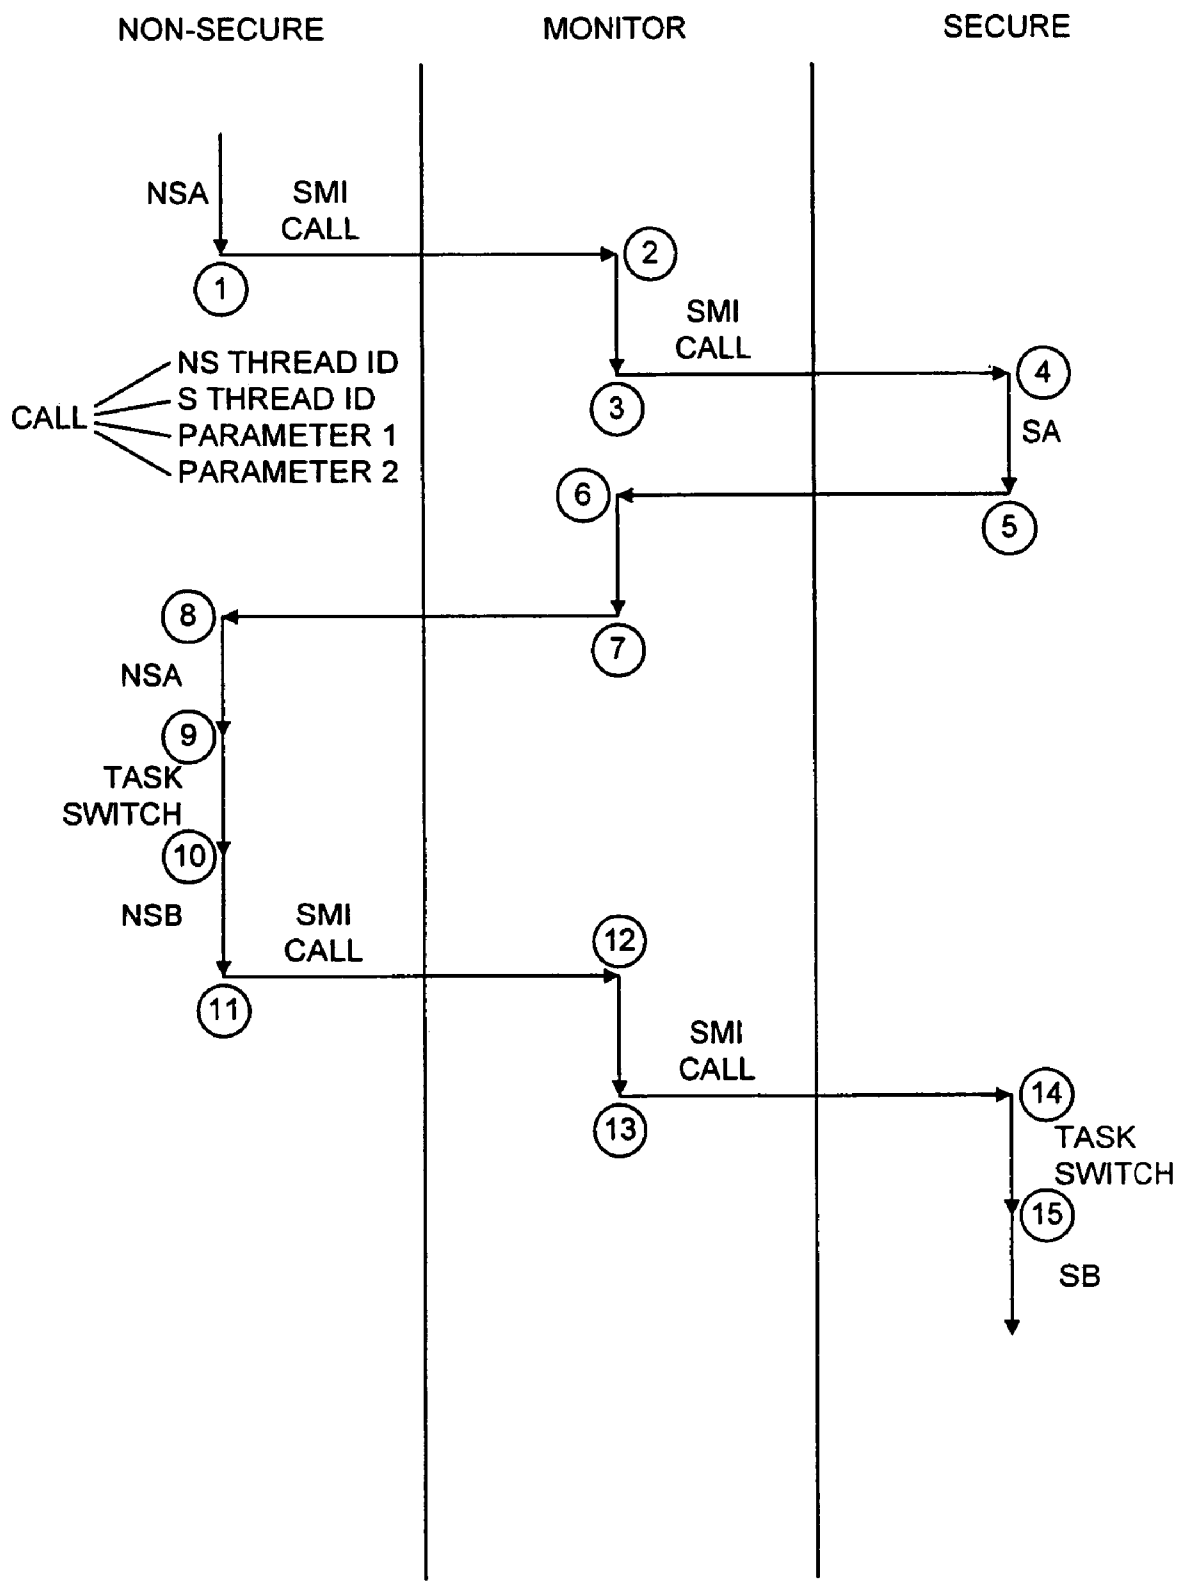 NON-SECURE
MONITOR
SECURE
NSA
SMI
CALL
1
2
SMI
CALL
3
4
CALL
NS THREAD ID
S THREAD ID
PARAMETER 1
PARAMETER 2
SA
6
5
8
7
NSA
9
TASK
SWITCH
10
NSB
SMI
CALL
12
11
SMI
CALL
13
14
TASK
SWITCH
15
SB